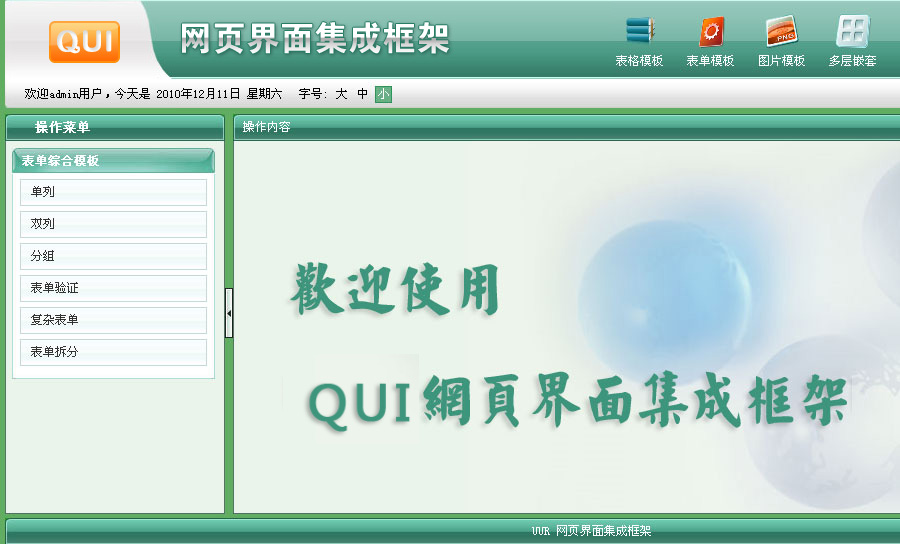 QUI 网页界面集成框架
表格模板 表单模板 图片模板 多层嵌套
PNG
欢迎admin用户，今天是 2010年12月11日 星期六 字号: 大 中 小
操作菜单
操作内容
表单综合模板
单列
双列
分组
表单验证
复杂表单
表单拆分
歡迎使用
QUI網頁界面集成框架
UUR 网页界面集成框架